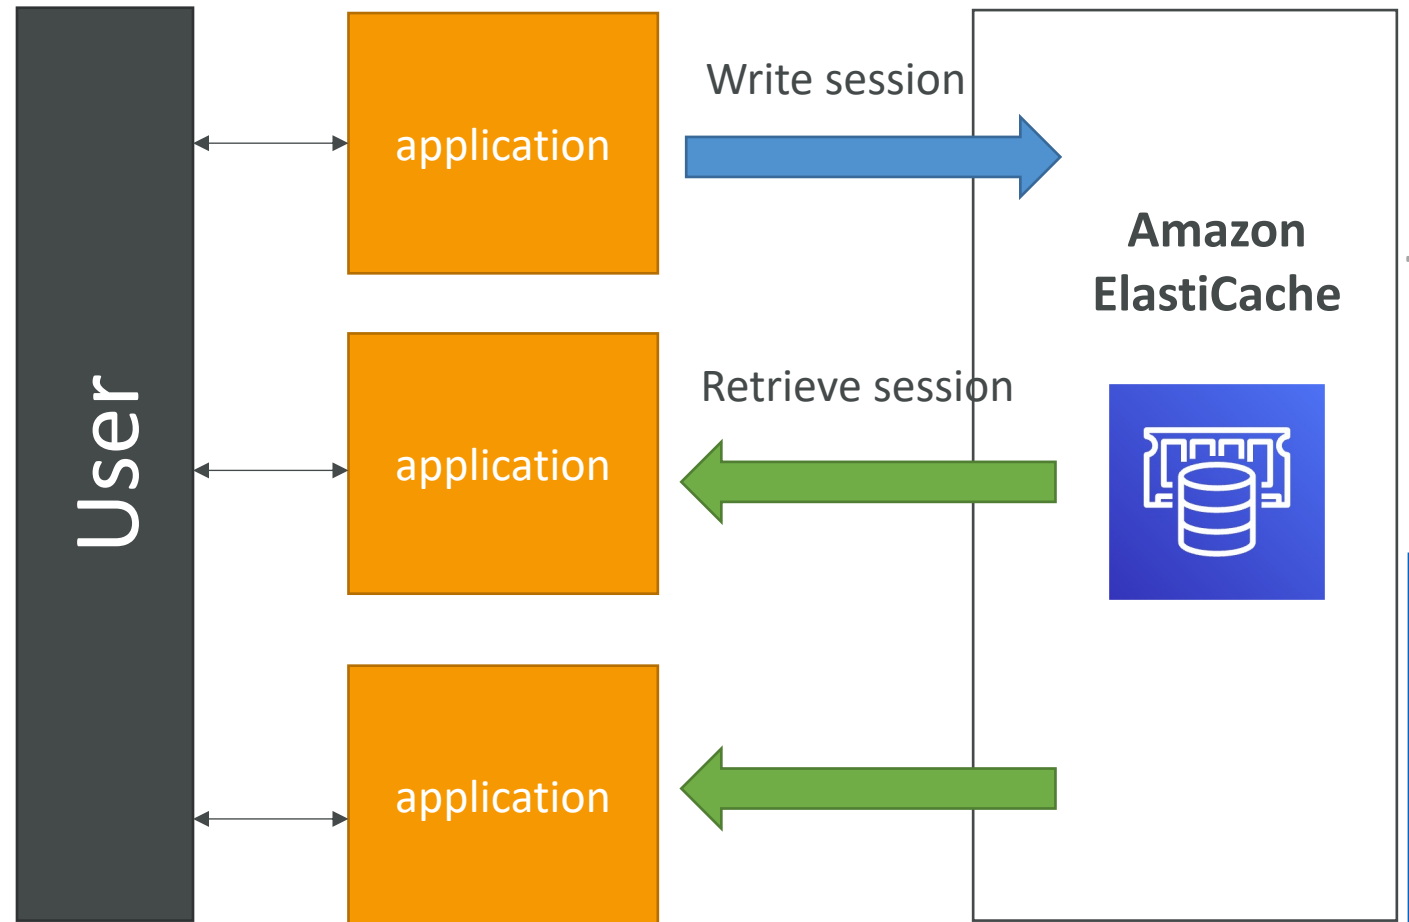 User
application
Write session
Amazon
ElastiCache
application
Retrieve session
application